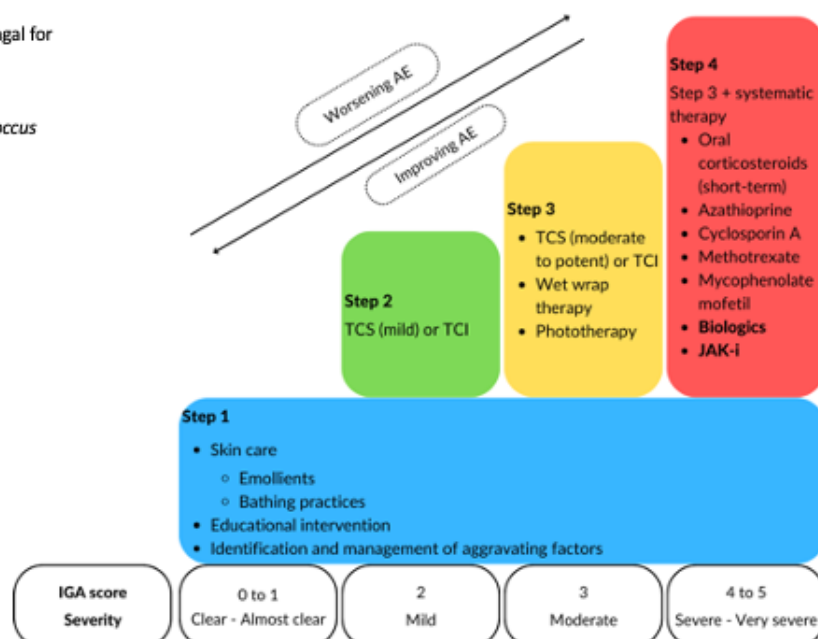 gal for
occus
Worsening AE
Improving AE
Step 4
Step 3 + systematic
therapy
• Oral
corticosteroids
(short-term)
• Azathioprine
• Cyclosporin A
• Methotrexate
• Mycophenolate
mofetil
• Biologics
• JAK-i
Step 3
• TCS (moderate
to potent) or TCI
• Wet wrap
therapy
• Phototherapy
Step 2
TCS (mild) or TCI
Step 1
• Skin care
○ Emollients
○ Bathing practices
• Educational intervention
• Identification and management of aggravating factors
IGA score
Severity
0 to 1
Clear - Almost clear
2
Mild
3
Moderate
4 to 5
Severe - Very severe